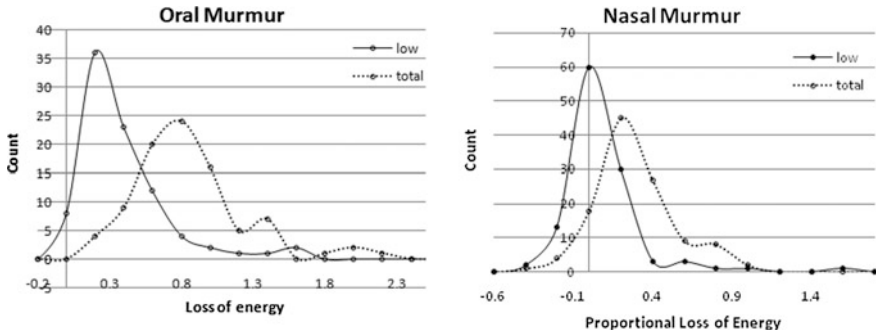 Oral Murmur
40
35
30
25
20
15
10
5
0
5
low
total
Count
-0.2 0.3 0.8 1.3 1.8 2.3
Loss of energy
Nasal Murmur
70
60
50
40
30
20
10
0
low
total
Count
-0.6 -0.1 0.4 0.9 1.4
Proportional Loss of Energy